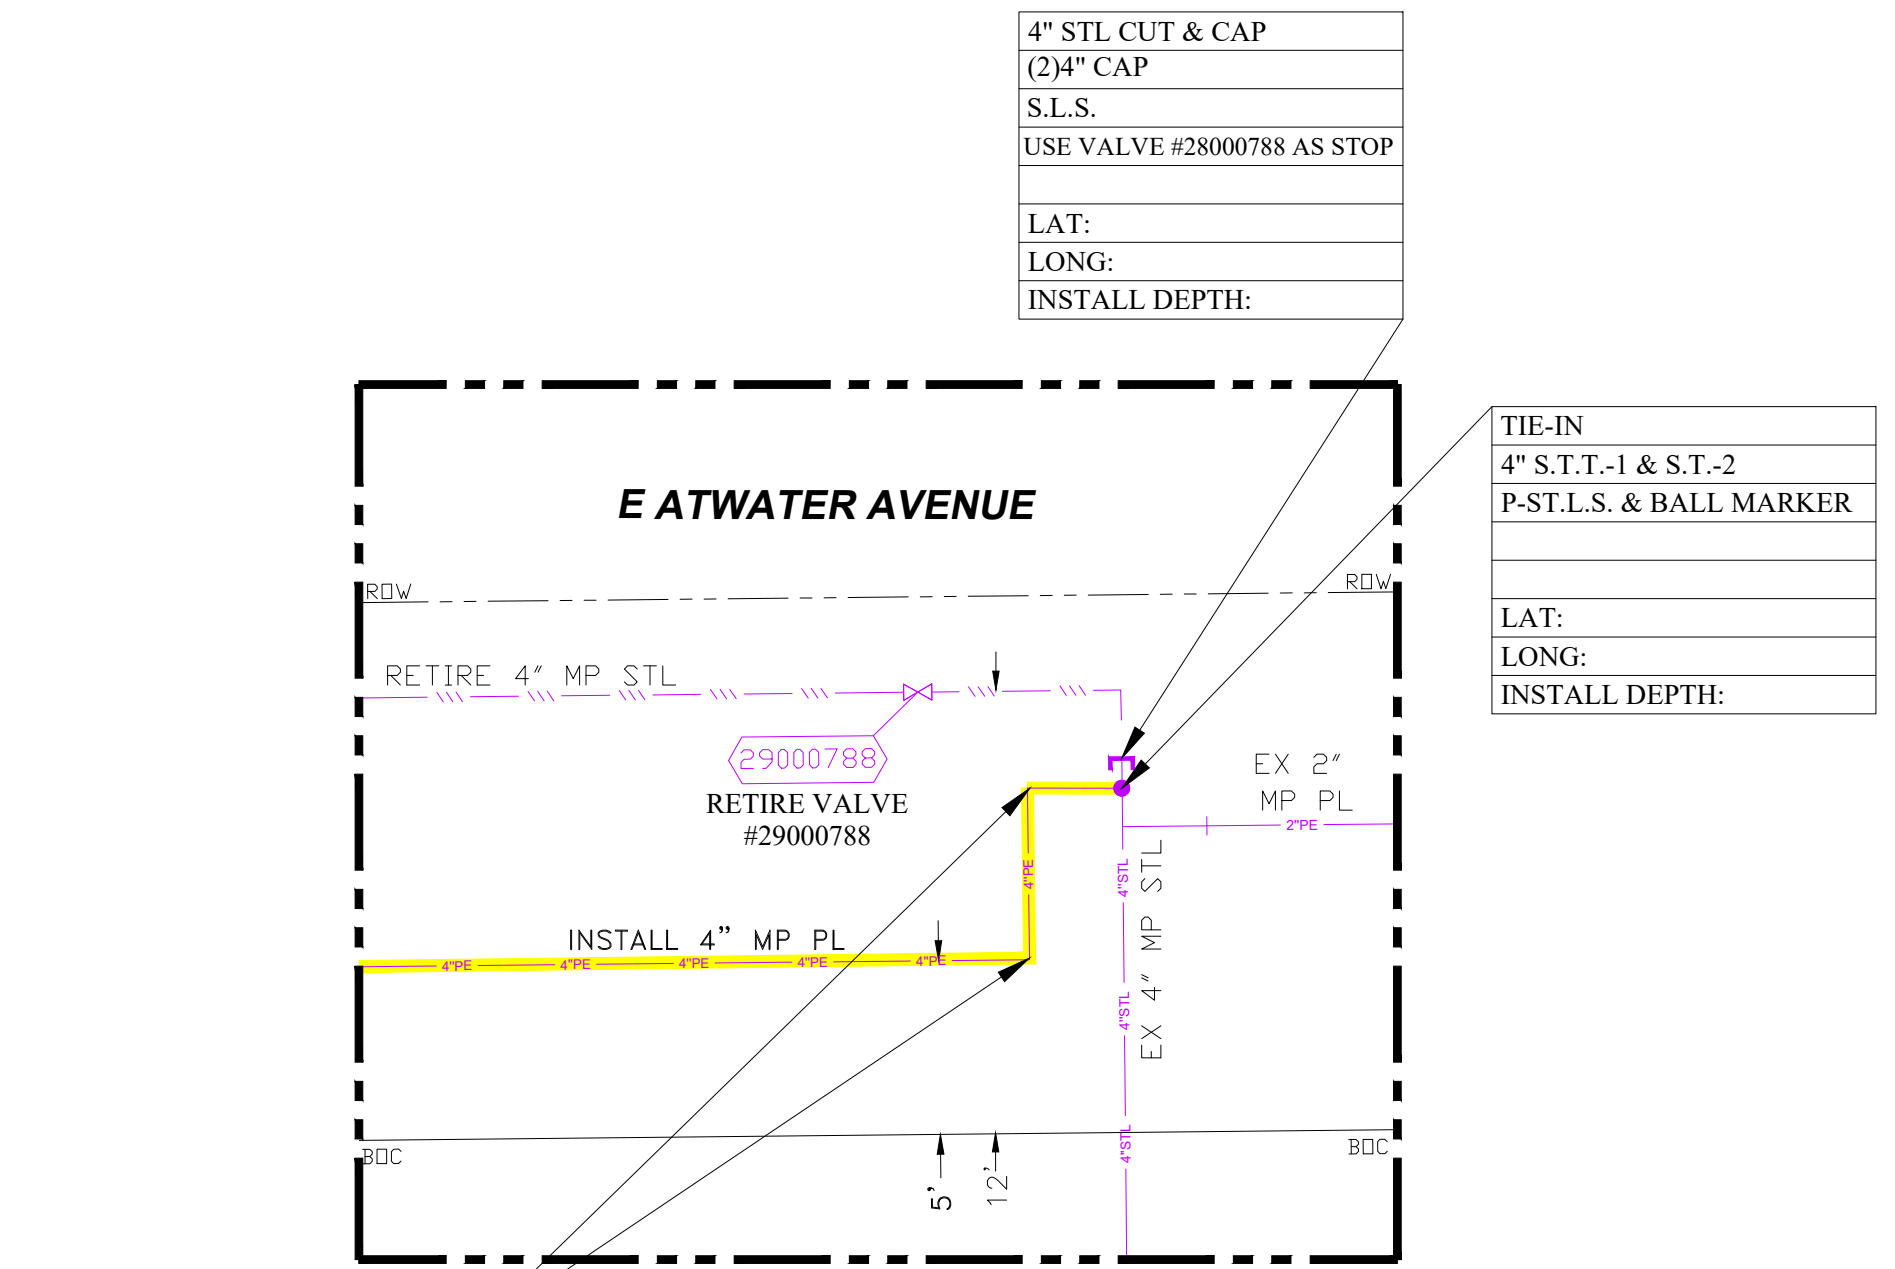 4" STL CUT & CAP
(2)4" CAP
S.L.S.
USE VALVE #28000788 AS STOP
LAT:
LONG:
INSTALL DEPTH:
TIE-IN
4" S.T.T.-1 & S.T.-2
P-ST.L.S. & BALL MARKER
LAT:
LONG:
INSTALL DEPTH:
E ATWATER AVENUE
ROW
ROW
RETIRE 4" MP STL
29000788
RETIRE VALVE
#29000788
EX 2"
MP PL
2"PE
4"PE
4"STL
EX 4" MP STL
INSTALL 4” MP PL
4"PE
4"PE
4"PE
4"PE
4"PE
4"STL
4"STL
BOC
BOC
5’
12’